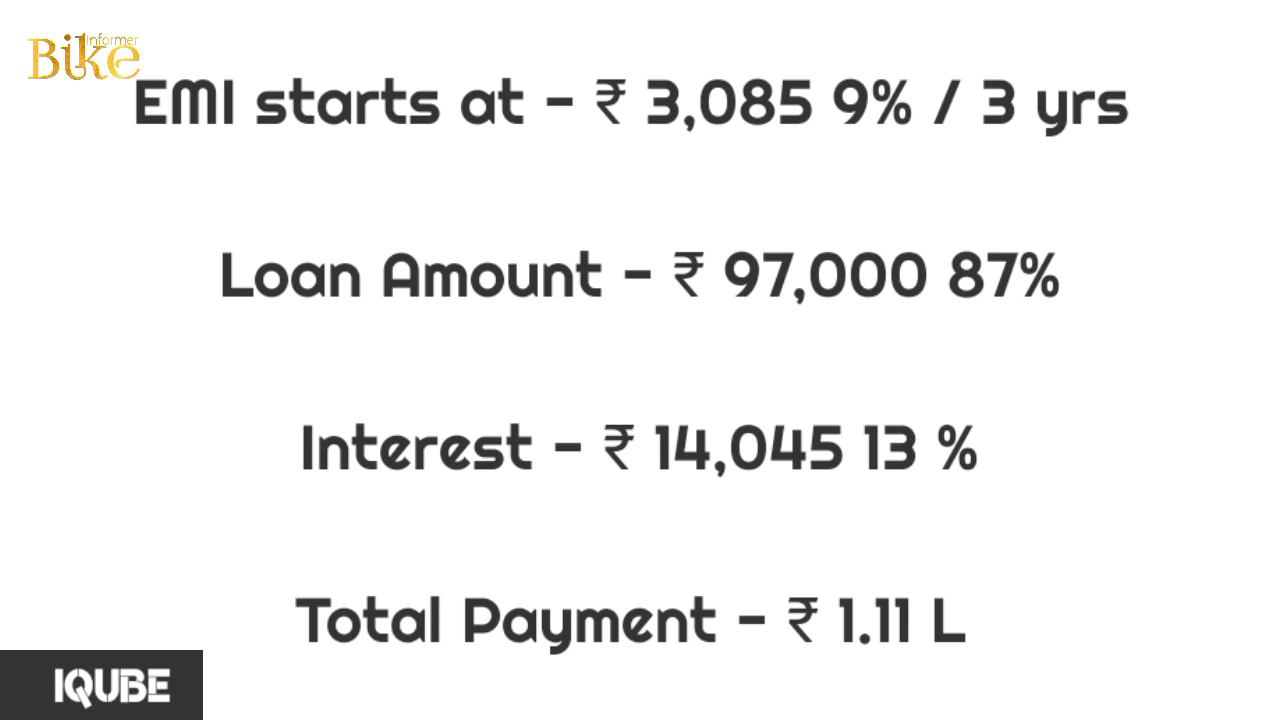 Bike Informer
EMI starts at - ₹ 3,085 9% / 3 yrs
Loan Amount - ₹ 97,000 87%
Interest - ₹ 14,045 13 %
Total Payment - ₹ 1.11 L
IQUBE